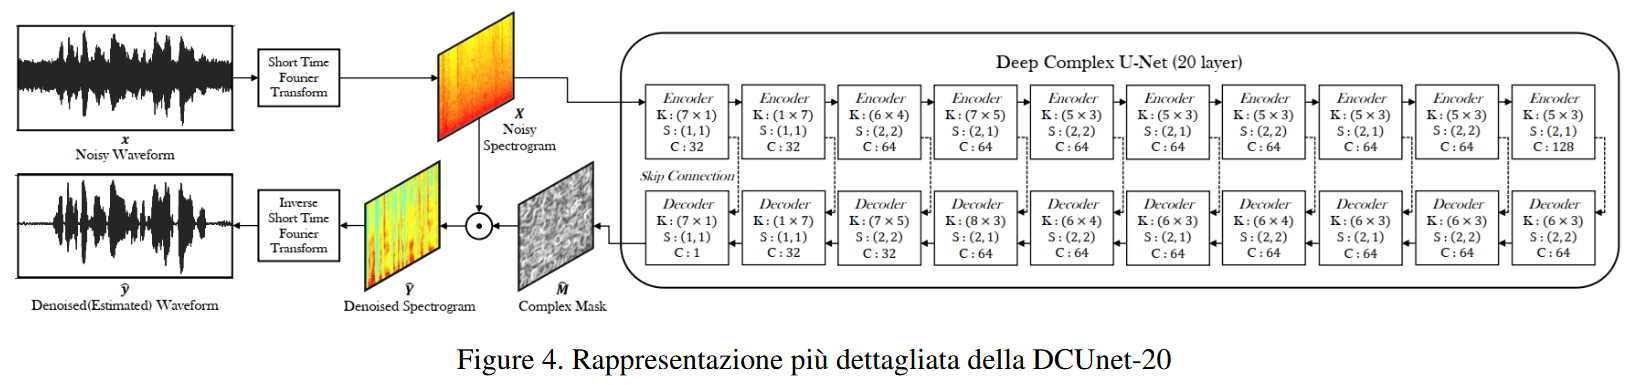 Short Time
Fourier
Transform
x
Noisy Waveform
X
Noisy
Spectrogram
Deep Complex U-Net (20 layer)
Encoder
K : (7 × 1)
S : (1, 1)
C : 32
Encoder
K : (1 × 7)
S : (1, 1)
C : 32
Encoder
K : (6 × 4)
S : (2, 2)
C : 64
Encoder
K : (7 × 5)
S : (2, 1)
C : 64
Encoder
K : (5 × 3)
S : (2, 2)
C : 64
Encoder
K : (5 × 3)
S : (2, 1)
C : 64
Encoder
K : (5 × 3)
S : (2, 2)
C : 64
Encoder
K : (5 × 3)
S : (2, 1)
C : 64
Encoder
K : (5 × 3)
S : (2, 2)
C : 64
Encoder
K : (5 × 3)
S : (2, 1)
C : 128
Skip Connection
Decoder
K : (7 × 1)
S : (1, 1)
C : 1
Decoder
K : (1 × 7)
S : (1, 1)
C : 32
Decoder
K : (7 × 5)
S : (2, 2)
C : 32
Decoder
K : (8 × 3)
S : (2, 1)
C : 64
Decoder
K : (6 × 4)
S : (2, 2)
C : 64
Decoder
K : (6 × 3)
S : (2, 1)
C : 64
Decoder
K : (6 × 4)
S : (2, 2)
C : 64
Decoder
K : (6 × 3)
S : (2, 1)
C : 64
Decoder
K : (6 × 3)
S : (2, 2)
C : 64
Decoder
K : (6 × 3)
S : (2, 2)
C : 64
Inverse
Short Time
Fourier
Transform
ŷ
Denoised(Estimated) Waveform
Ŷ
Denoised Spectrogram
M̂
Complex Mask
Figure 4. Rappresentazione più dettagliata della DCUnet-20